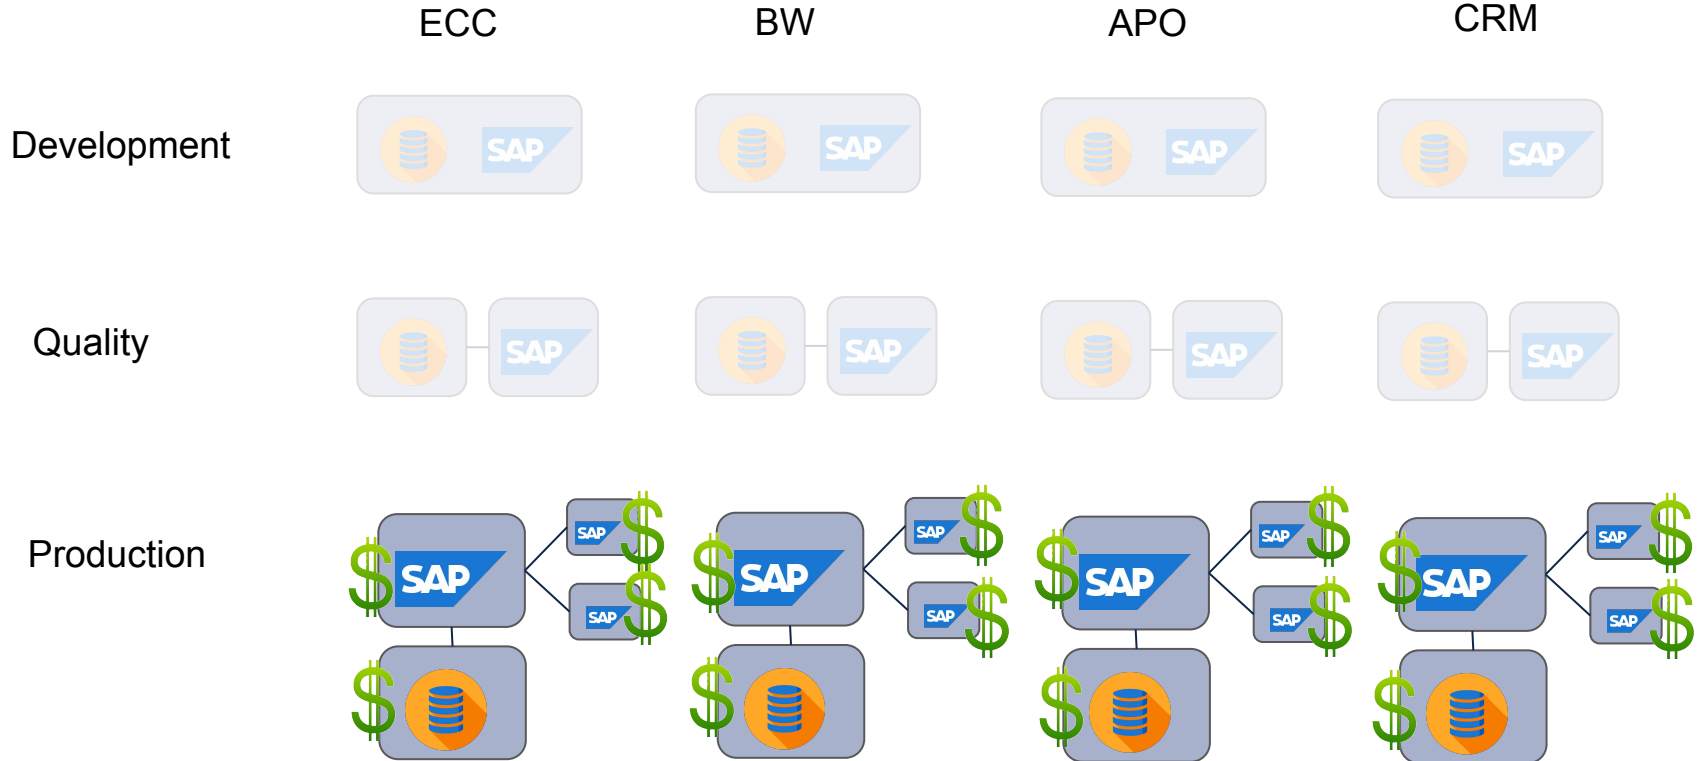 ECC BW APO CRM
Development
SAP SAP SAP SAP
Quality
SAP SAP SAP SAP
Production
$ SAP SAP $ $ SAP SAP $ $ SAP SAP $ $ SAP SAP $
SAP $ SAP $ SAP $ SAP $
$ $ $ $